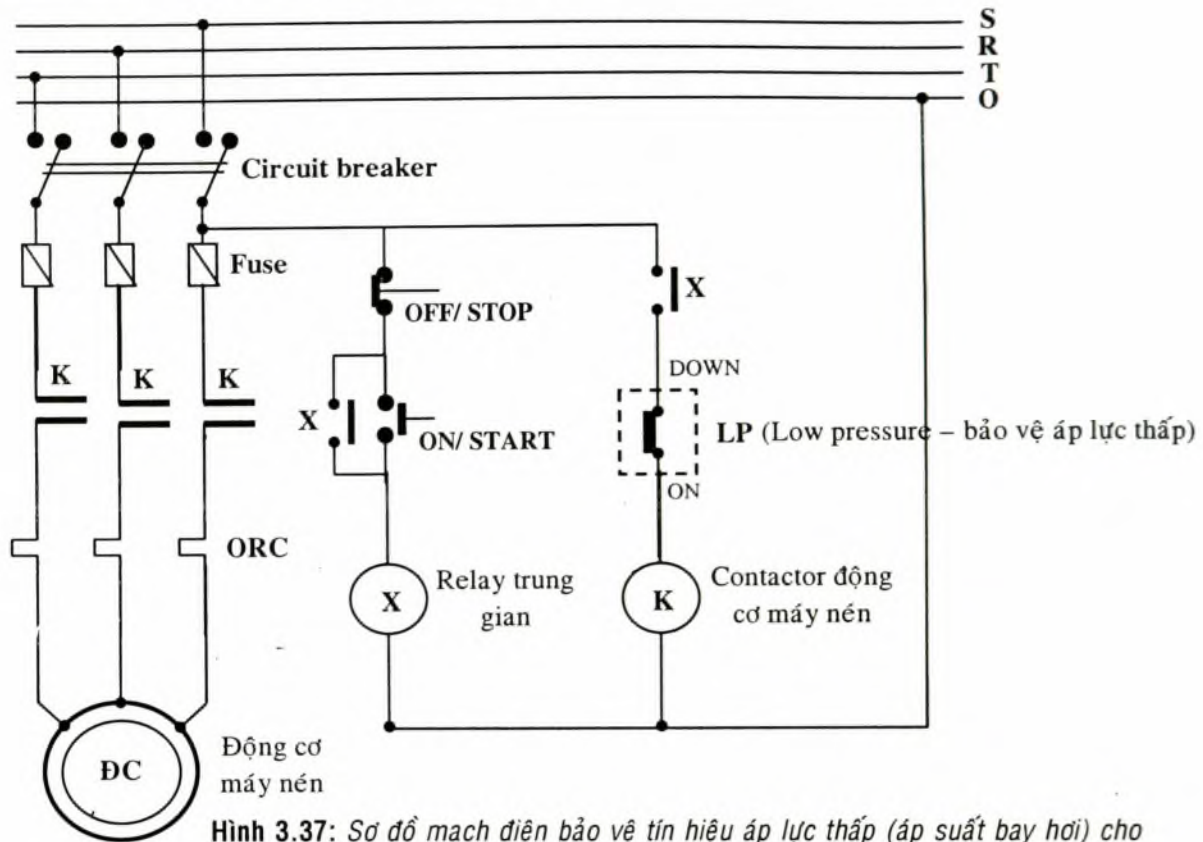 S
R
T
O
Circuit breaker
Fuse
OFF/ STOP
X
DOWN
K
K
K
X
ON/ START
LP (Low pressure – bảo vệ áp lực thấp)
ON
ORC
X
Relay trung
gian
K
Contactor động
cơ máy nén
ĐC
Động cơ
máy nén
Hình 3.37: Sơ đồ mạch điện bảo vệ tín hiệu áp lực thấp (áp suất bay hơi) cho